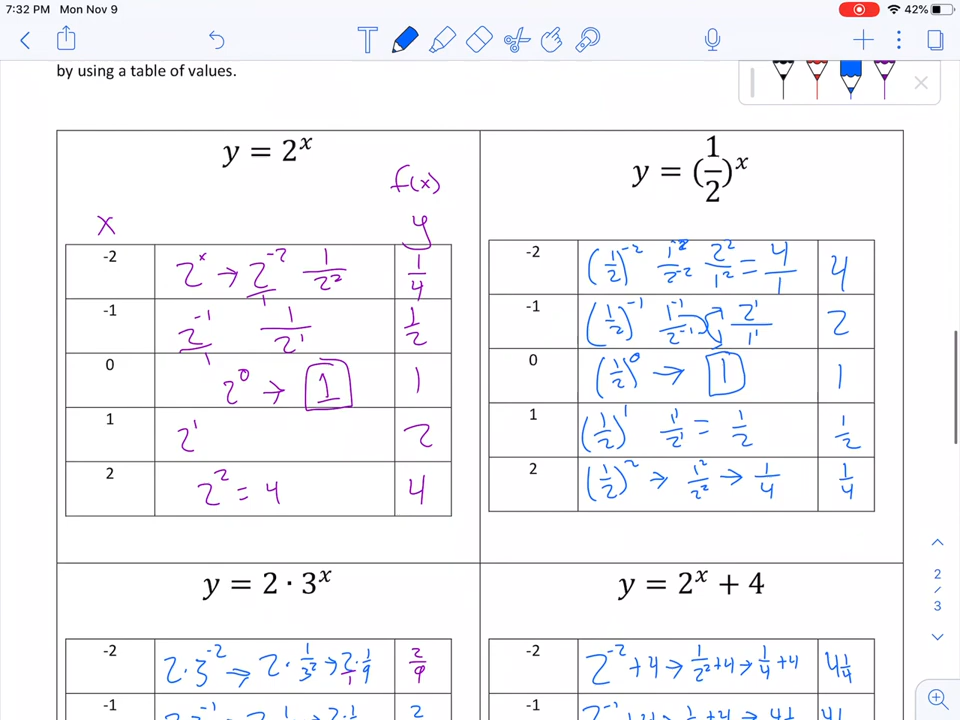 7:32 PM Mon Nov 9 42%
T
by using a table of values.
y = 2^x
f(x)
x y
-2 2^x → 2^-2/1 1/2^2 1/4
-1 2^-1/1 1/2^1 1/2
0 2^0 → 1 1
1 2^1 2
2 2^2 = 4 4
y = (1/2)^x
-2 (1/2)^-2 1^-2/2^-2 2^2/1^2 = 4/1 4
-1 (1/2)^-1 1^-1/2^-1 2^1/1^1 2
0 (1/2)^0 → 1 1
1 (1/2)^1 1^1/2^1 = 1/2 1/2
2 (1/2)^2 → 1^2/2^2 → 1/4 1/4
y = 2 · 3^x
-2 2·3^-2 → 2·1/3^2 → 2/1·1/9 2/9
-1
y = 2^x + 4
-2 2^-2 + 4 → 1/2^2 + 4 → 1/4 + 4 4 1/4
-1
2
/
3